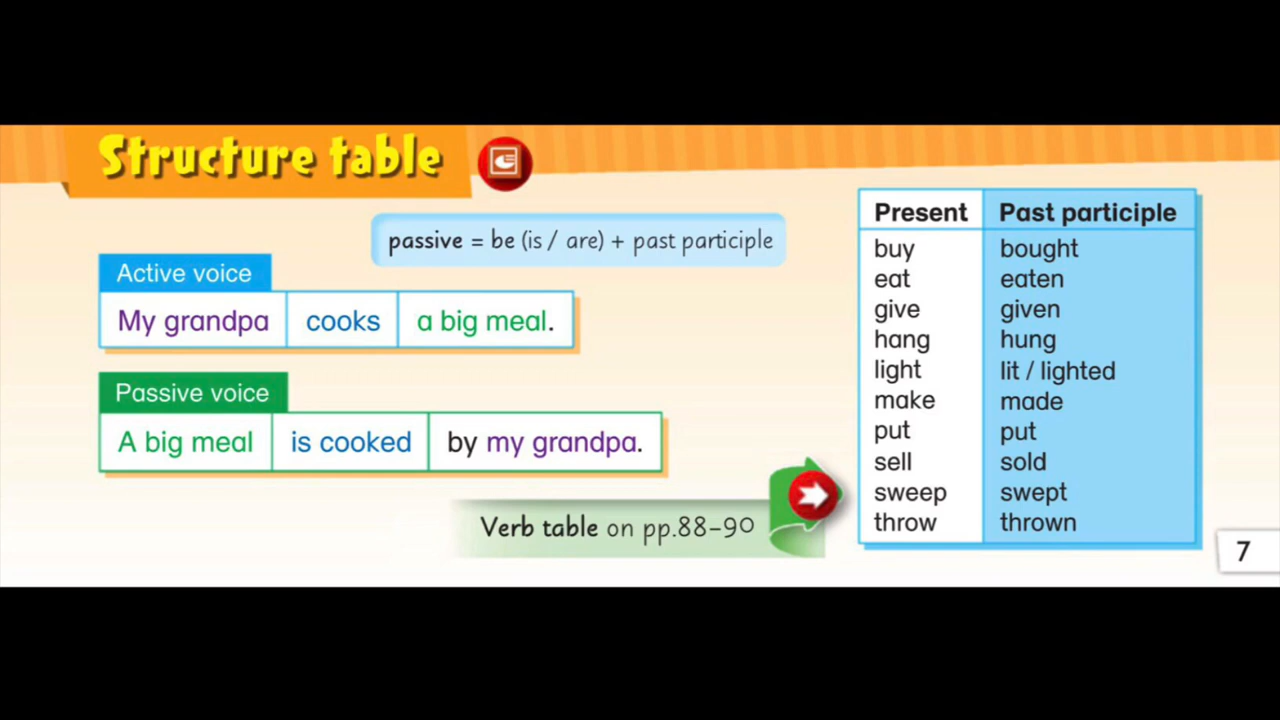 Structure table
passive = be (is / are) + past participle
Active voice
My grandpa cooks a big meal.
Passive voice
A big meal is cooked by my grandpa.
Verb table on pp.88–90
Present Past participle
buy bought
eat eaten
give given
hang hung
light lit / lighted
make made
put put
sell sold
sweep swept
throw thrown
7